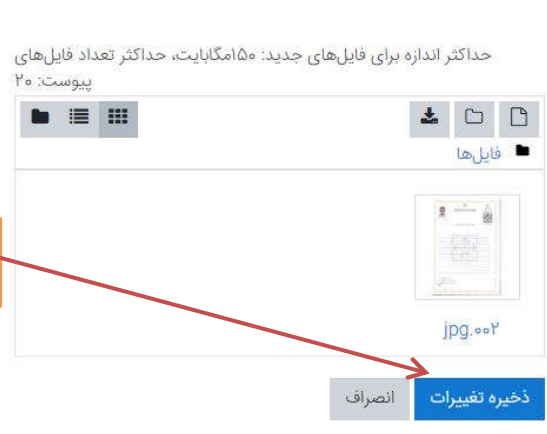 حداکثر اندازه برای فایل‌های جدید: ۱۵۰مگابایت، حداکثر تعداد فایل‌های
پیوست: ۲۰
فایل‌ها
jpg.۰۰۲
ذخیره تغییرات
انصراف